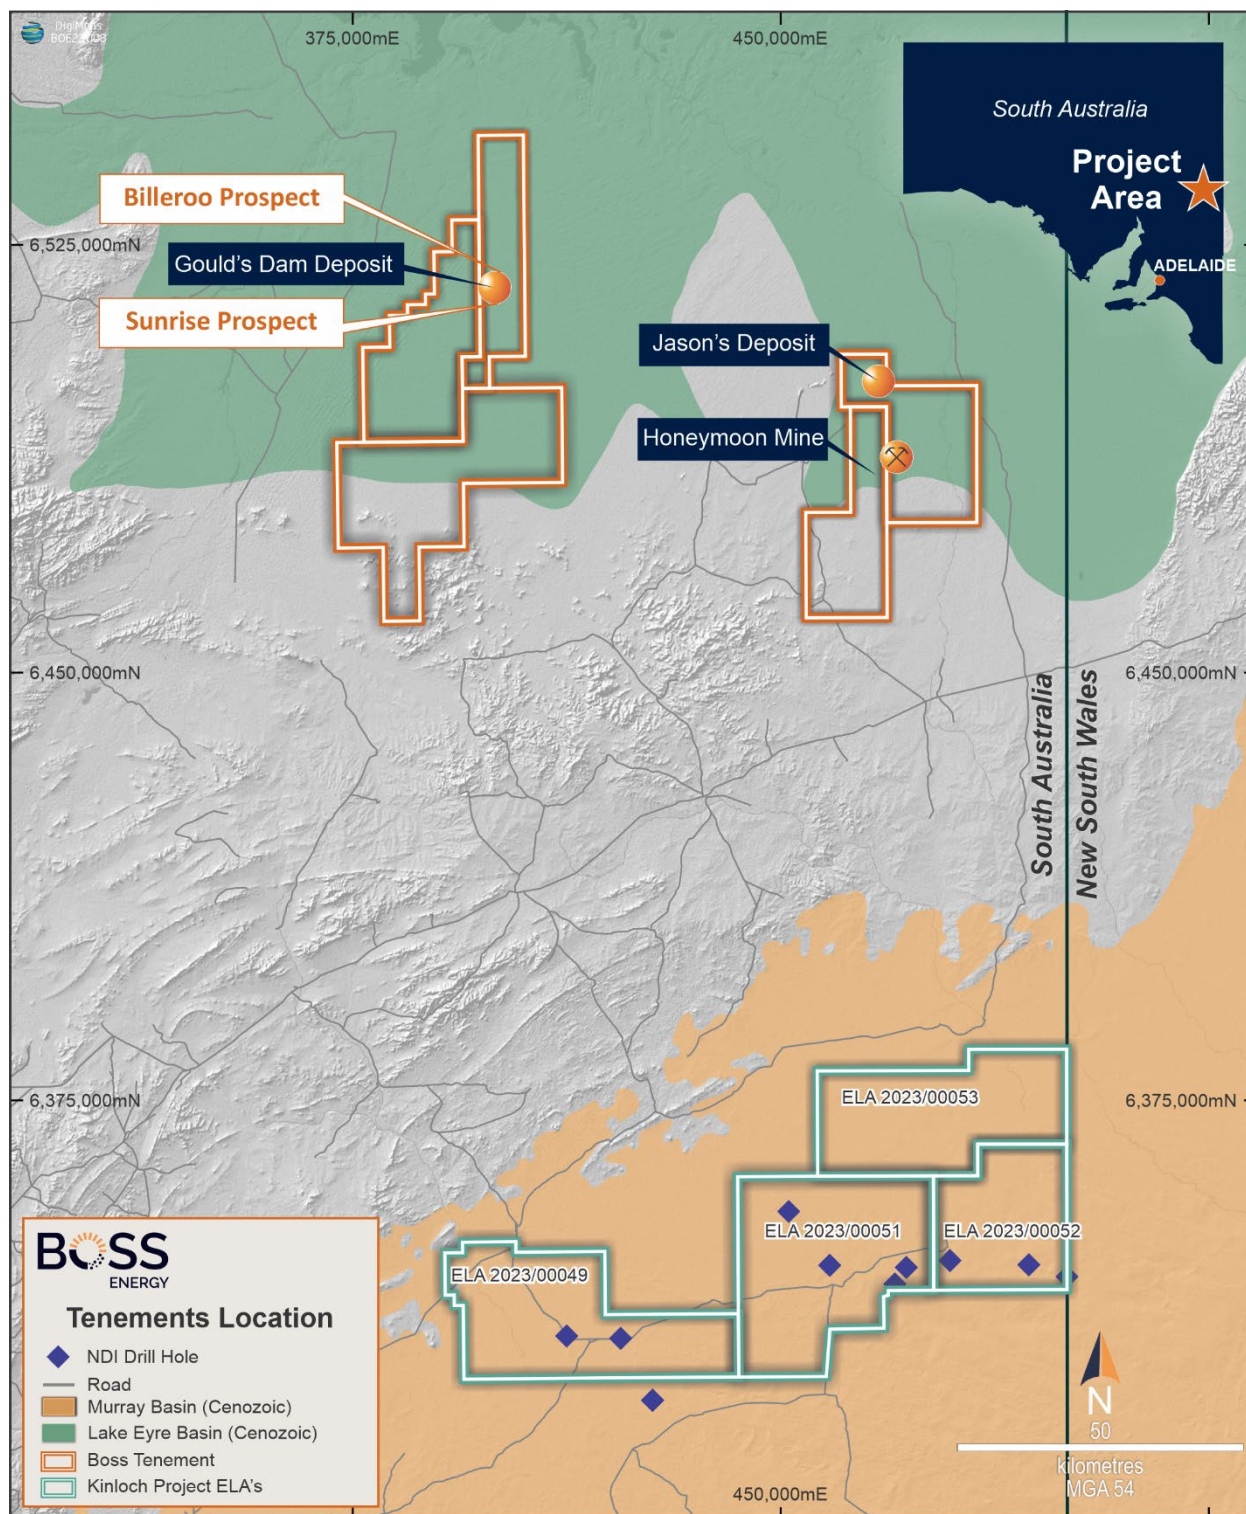 DigiMaps
375,000mE
450,000mE
South Australia
Project
Area
ADELAIDE
Billeroo Prospect
6,525,000mN
Gould's Dam Deposit
Sunrise Prospect
Jason's Deposit
Honeymoon Mine
6,450,000mN
6,450,000mN
South Australia
New South Wales
6,375,000mN
6,375,000mN
ELA 2023/00053
ELA 2023/00051
ELA 2023/00052
ELA 2023/00049
BOSS
ENERGY
Tenements Location
NDI Drill Hole
Road
Murray Basin (Cenozoic)
Lake Eyre Basin (Cenozoic)
Boss Tenement
Kinloch Project ELA's
N
50
kilometres
MGA 54
450,000mE